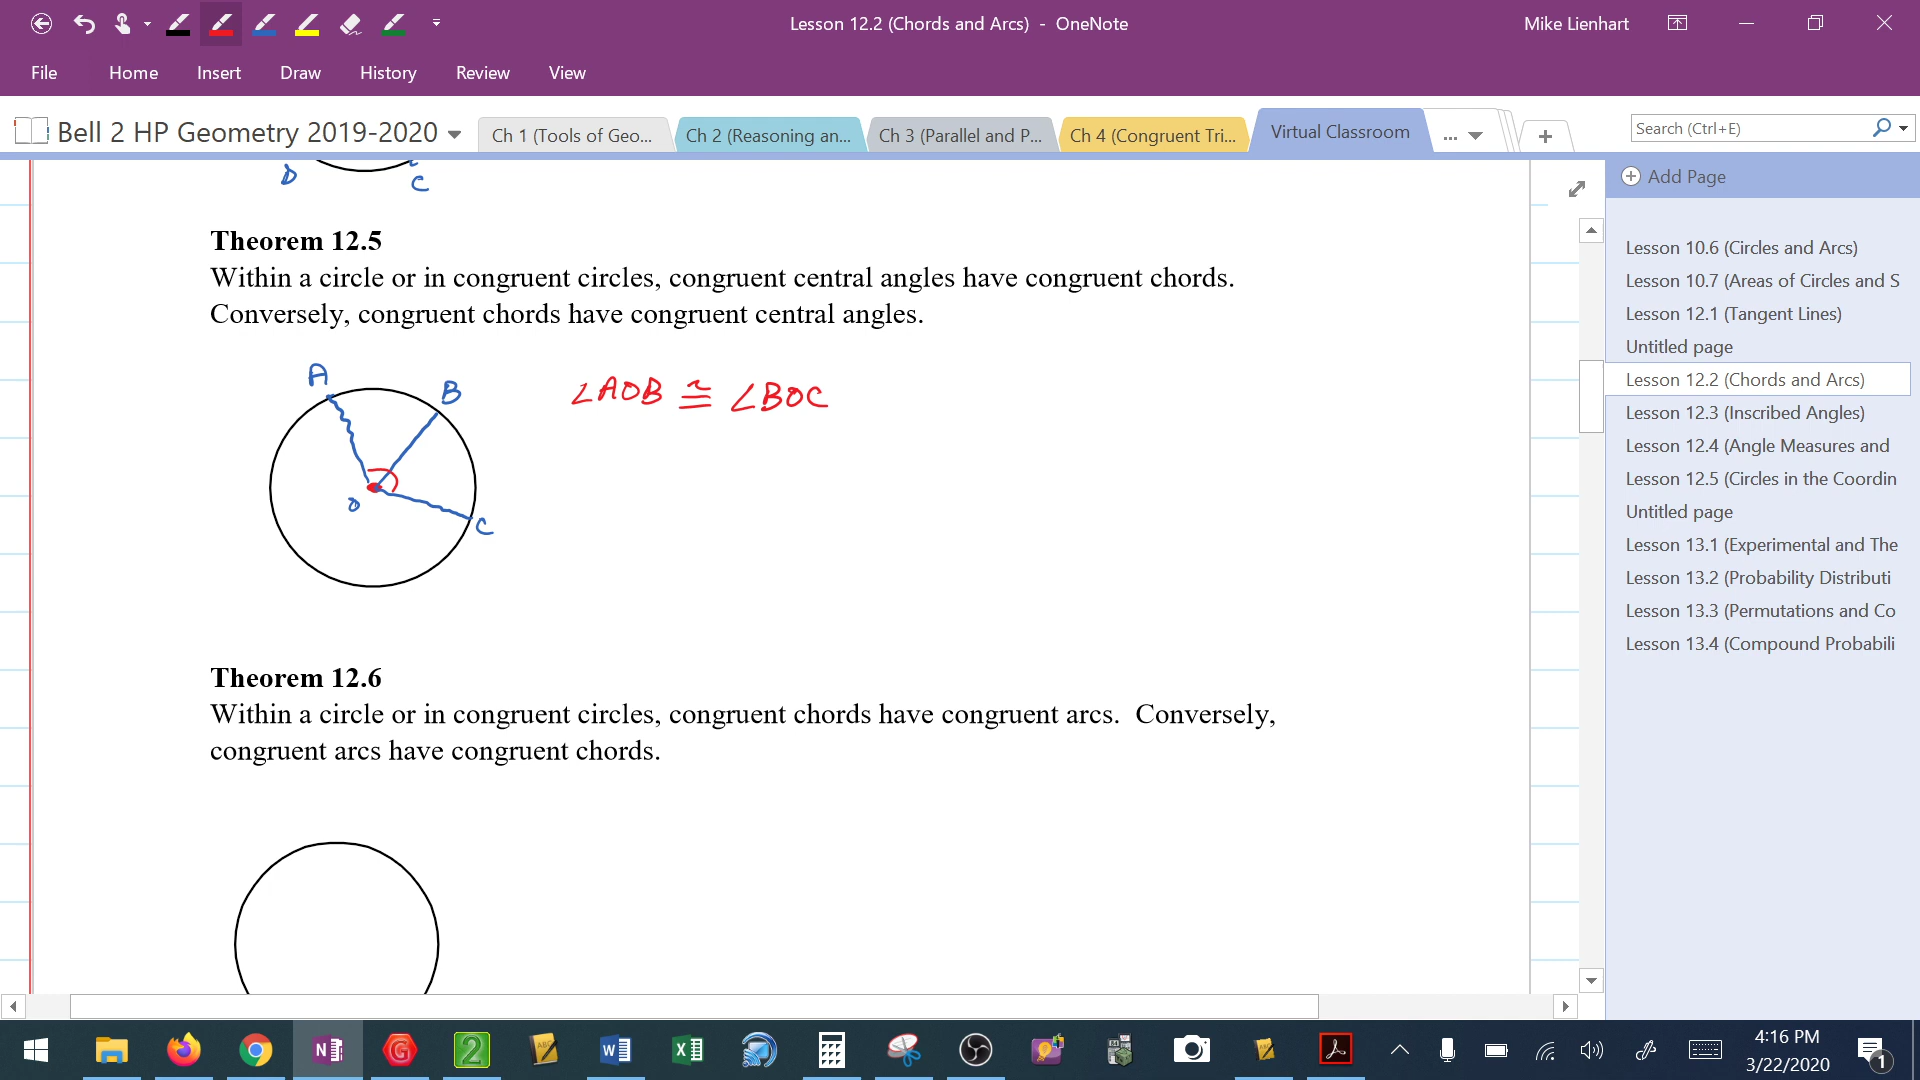 Lesson 12.2 (Chords and Arcs) - OneNote
Mike Lienhart
File Home Insert Draw History Review View
Bell 2 HP Geometry 2019-2020
Ch 1 (Tools of Geo...
Ch 2 (Reasoning an...
Ch 3 (Parallel and P...
Ch 4 (Congruent Tri...
Virtual Classroom
...
Search (Ctrl+E)
Add Page
Lesson 10.6 (Circles and Arcs)
Lesson 10.7 (Areas of Circles and S
Lesson 12.1 (Tangent Lines)
Untitled page
Lesson 12.2 (Chords and Arcs)
Lesson 12.3 (Inscribed Angles)
Lesson 12.4 (Angle Measures and
Lesson 12.5 (Circles in the Coordin
Untitled page
Lesson 13.1 (Experimental and The
Lesson 13.2 (Probability Distributi
Lesson 13.3 (Permutations and Co
Lesson 13.4 (Compound Probabili
D C
Theorem 12.5
Within a circle or in congruent circles, congruent central angles have congruent chords.
Conversely, congruent chords have congruent central angles.
A
B
∠AOB ≅ ∠BOC
O
C
Theorem 12.6
Within a circle or in congruent circles, congruent chords have congruent arcs. Conversely,
congruent arcs have congruent chords.
4:16 PM
3/22/2020
1